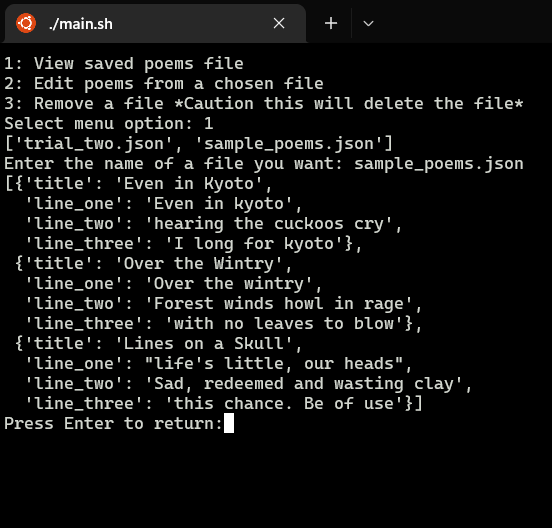 ./main.sh
1: View saved poems file
2: Edit poems from a chosen file
3: Remove a file *Caution this will delete the file*
Select menu option: 1
['trial_two.json', 'sample_poems.json']
Enter the name of a file you want: sample_poems.json
[{'title': 'Even in Kyoto',
  'line_one': 'Even in kyoto',
  'line_two': 'hearing the cuckoos cry',
  'line_three': 'I long for kyoto'},
 {'title': 'Over the Wintry',
  'line_one': 'Over the wintry',
  'line_two': 'Forest winds howl in rage',
  'line_three': 'with no leaves to blow'},
 {'title': 'Lines on a Skull',
  'line_one': "life's little, our heads",
  'line_two': 'Sad, redeemed and wasting clay',
  'line_three': 'this chance. Be of use'}]
Press Enter to return: